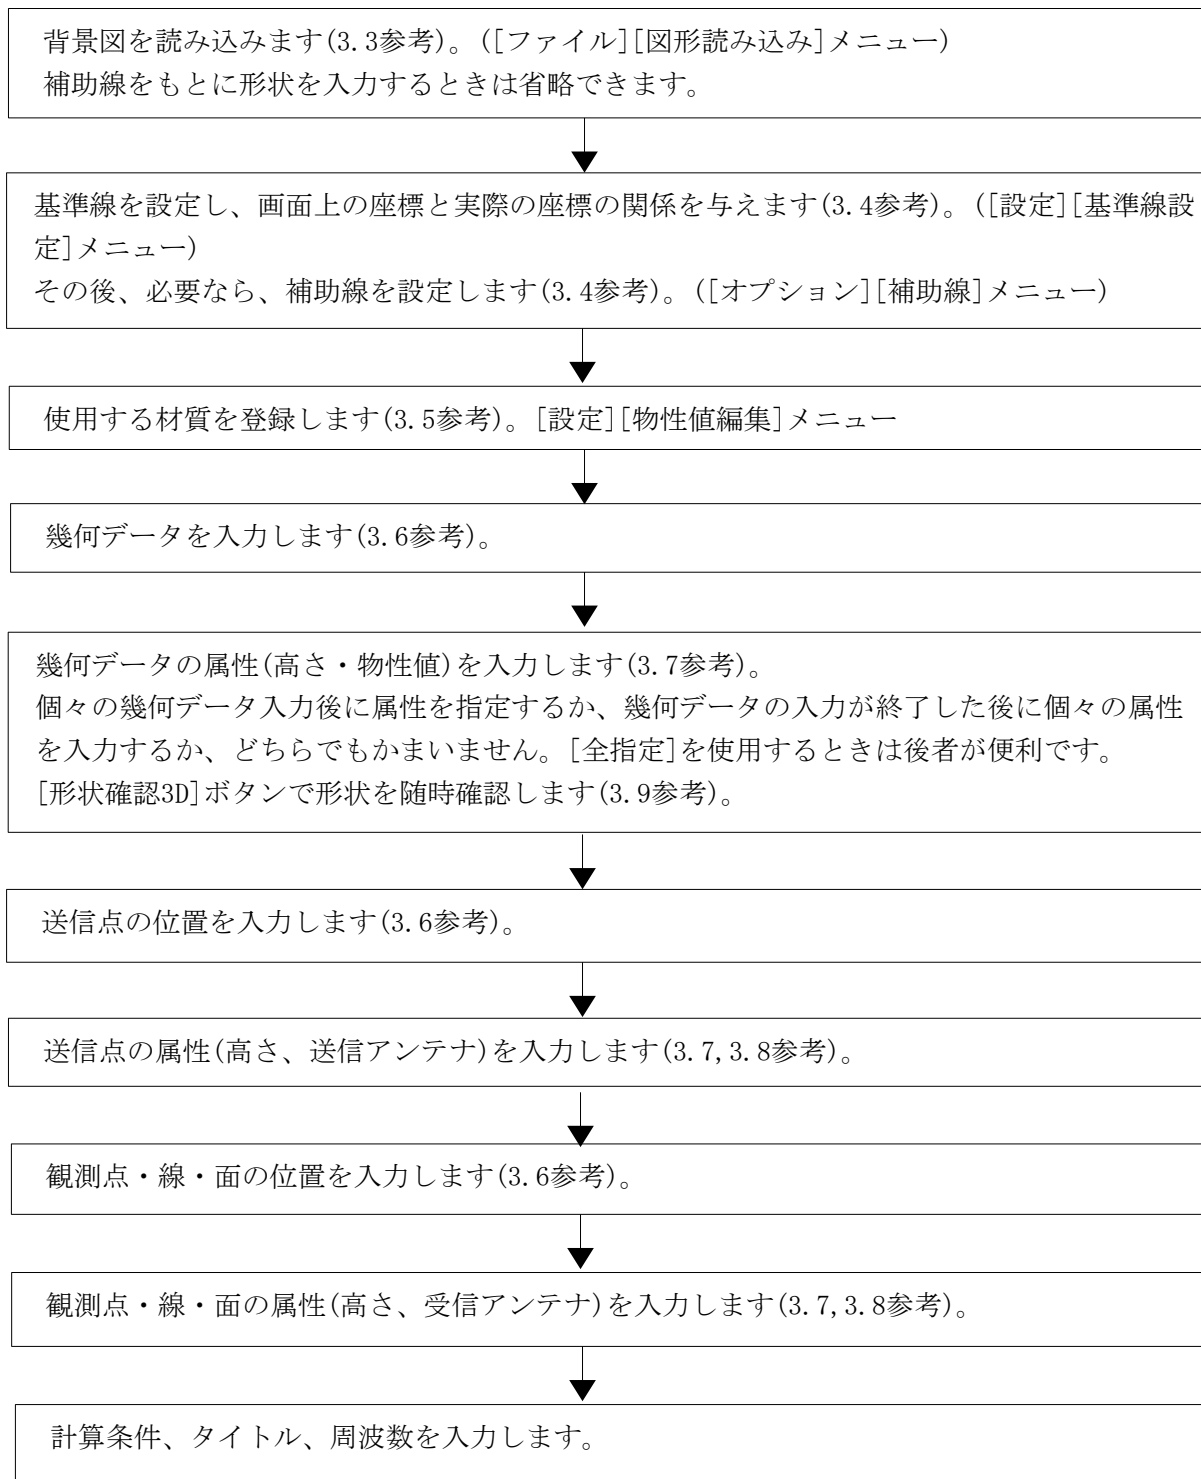 背景図を読み込みます(3.3参考)。([ファイル][図形読み込み]メニュー)
補助線をもとに形状を入力するときは省略できます。
基準線を設定し、画面上の座標と実際の座標の関係を与えます(3.4参考)。([設定][基準線設
定]メニュー)
その後、必要なら、補助線を設定します(3.4参考)。([オプション][補助線]メニュー)
使用する材質を登録します(3.5参考)。[設定][物性値編集]メニュー
幾何データを入力します(3.6参考)。
幾何データの属性(高さ・物性値)を入力します(3.7参考)。
個々の幾何データ入力後に属性を指定するか、幾何データの入力が終了した後に個々の属性
を入力するか、どちらでもかまいません。[全指定]を使用するときは後者が便利です。
[形状確認3D]ボタンで形状を随時確認します(3.9参考)。
送信点の位置を入力します(3.6参考)。
送信点の属性(高さ、送信アンテナ)を入力します(3.7,3.8参考)。
観測点・線・面の位置を入力します(3.6参考)。
観測点・線・面の属性(高さ、受信アンテナ)を入力します(3.7,3.8参考)。
計算条件、タイトル、周波数を入力します。